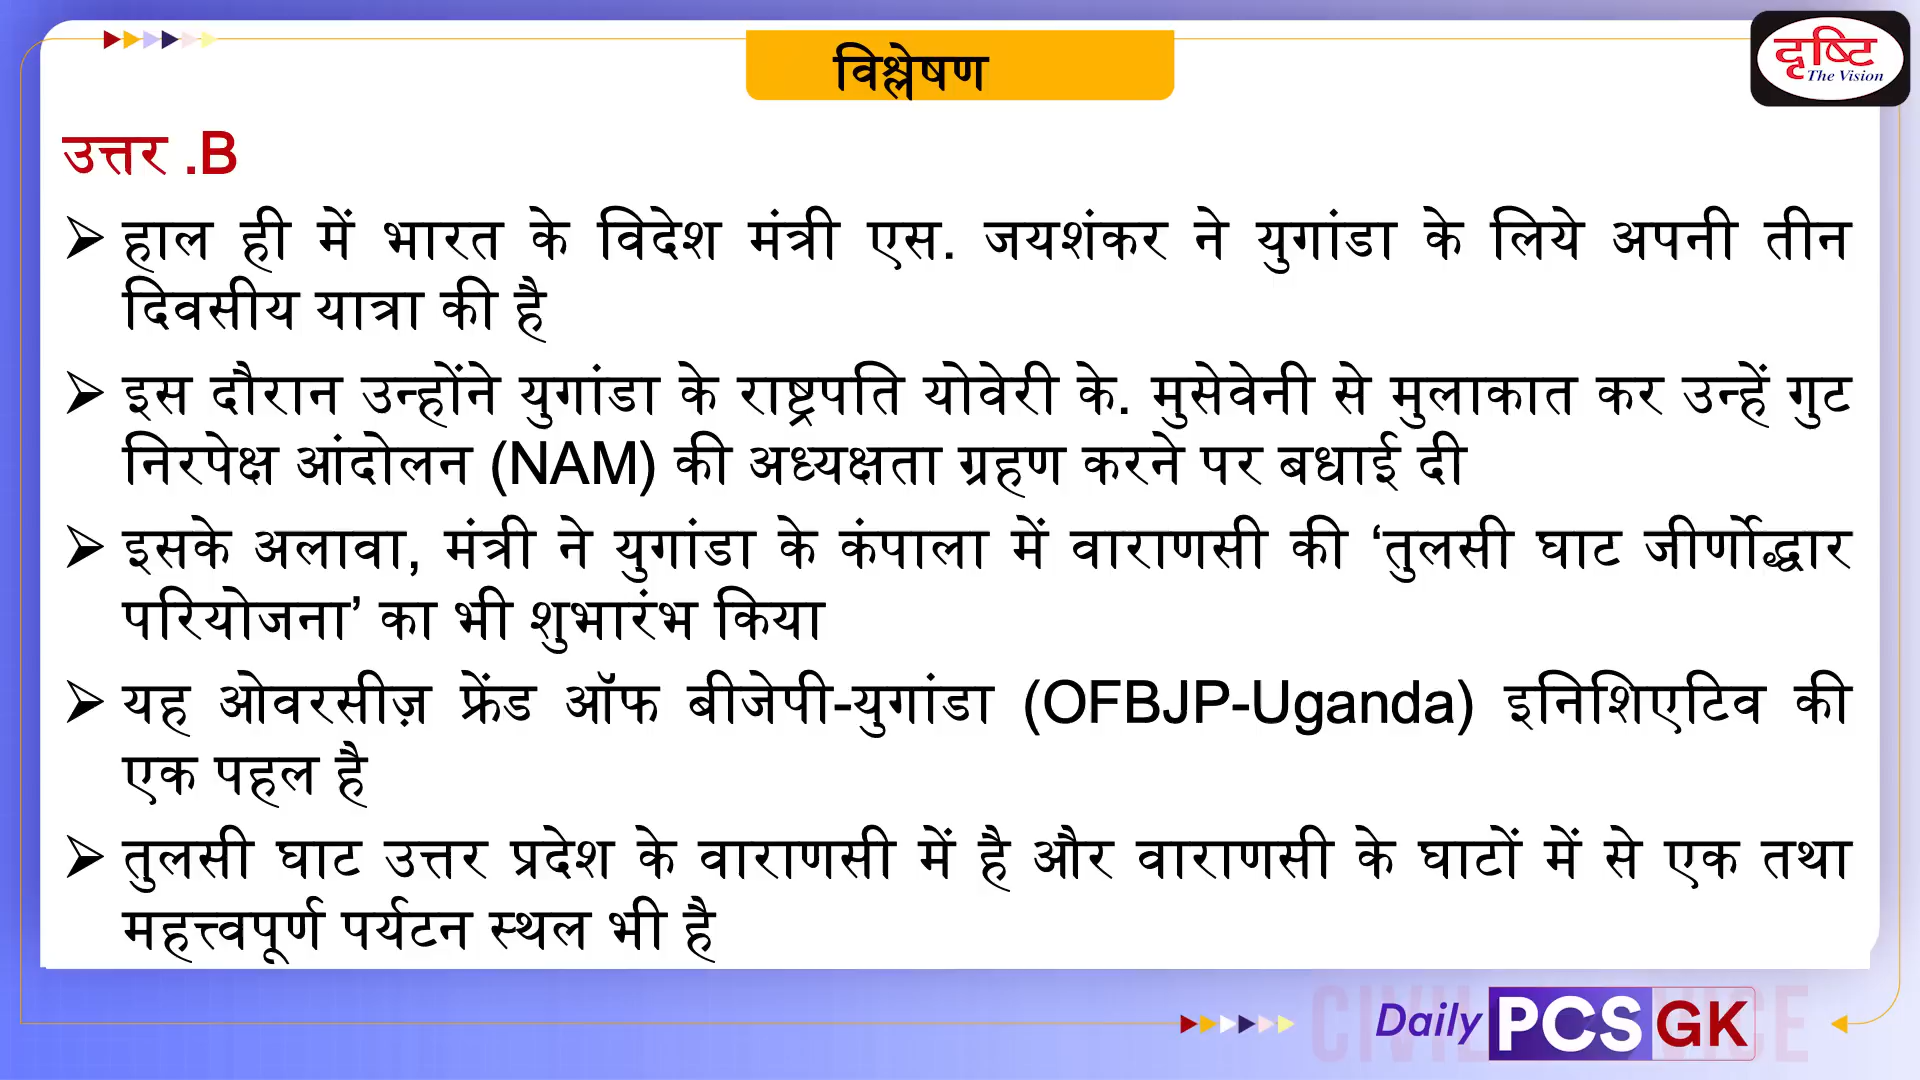 विश्लेषण
दृष्टि
The Vision
उत्तर .B
हाल ही में भारत के विदेश मंत्री एस. जयशंकर ने युगांडा के लिये अपनी तीन
दिवसीय यात्रा की है
इस दौरान उन्होंने युगांडा के राष्ट्रपति योवेरी के. मुसेवेनी से मुलाकात कर उन्हें गुट
निरपेक्ष आंदोलन (NAM) की अध्यक्षता ग्रहण करने पर बधाई दी
इसके अलावा, मंत्री ने युगांडा के कंपाला में वाराणसी की ‘तुलसी घाट जीर्णोद्धार
परियोजना’ का भी शुभारंभ किया
यह ओवरसीज़ फ्रेंड ऑफ बीजेपी-युगांडा (OFBJP-Uganda) इनिशिएटिव की
एक पहल है
तुलसी घाट उत्तर प्रदेश के वाराणसी में है और वाराणसी के घाटों में से एक तथा
महत्त्वपूर्ण पर्यटन स्थल भी है
Daily PCS GK